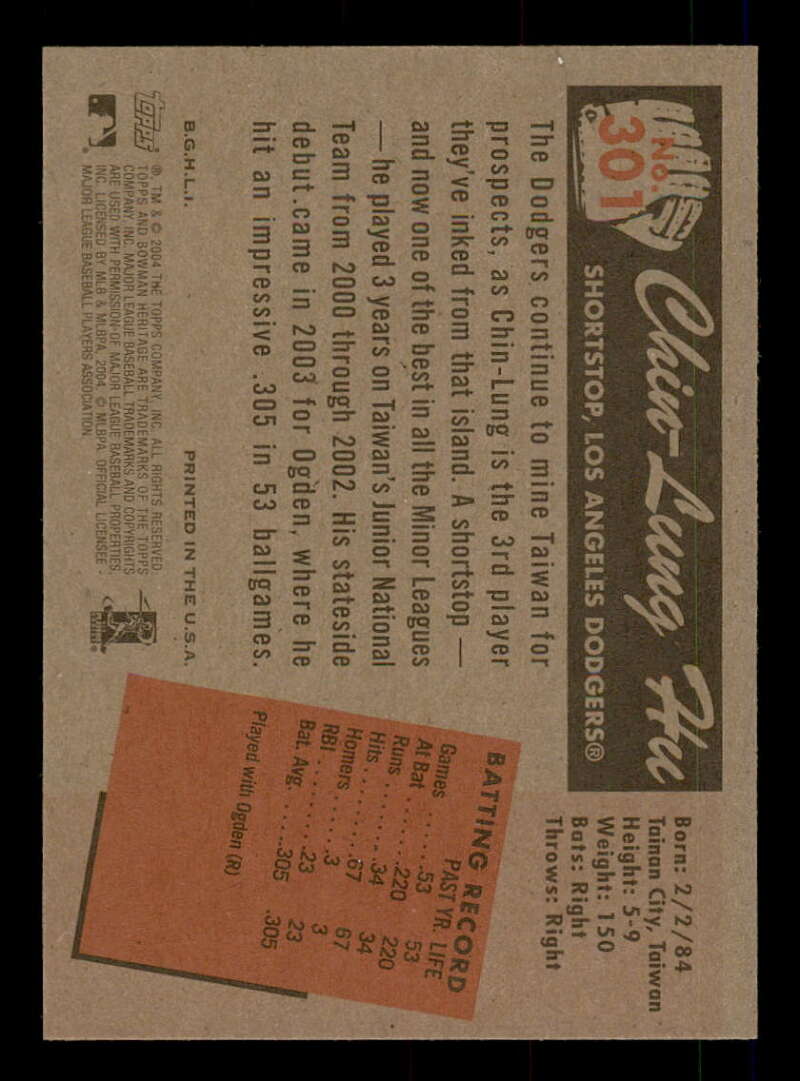 No.
301
Chin-Lung Hu
SHORTSTOP, LOS ANGELES DODGERS®
Born: 2/2/84
Tainan City, Taiwan
Height: 5-9
Weight: 150
Bats: Right
Throws: Right
The Dodgers continue to mine Taiwan for
prospects, as Chin-Lung is the 3rd player
they've inked from that island. A shortstop —
and now one of the best in all the Minor Leagues
— he played 3 years on Taiwan's Junior National
Team from 2000 through 2002. His stateside
debut.came in 2003 for Ogden, where he
hit an impressive .305 in 53 ballgames.
BATTING RECORD
PAST YR. LIFE
Games ......53 53
At Bat ......220 220
Runs ........34 34
Hits ........67 67
Homers......3 3
RBI ........23 23
Bat. Avg. .....305 .305
Played with Ogden (R)
B.G.H.L.I. PRINTED IN THE U.S.A.
TOPPS
® TM & © 2004 THE TOPPS COMPANY, INC. ALL RIGHTS RESERVED.
TOPPS AND BOWMAN HERITAGE ARE TRADEMARKS OF THE TOPPS
COMPANY, INC. MAJOR LEAGUE BASEBALL TRADEMARKS AND COPYRIGHTS
ARE USED WITH PERMISSION OF MAJOR LEAGUE BASEBALL PROPERTIES,
INC. LICENSED BY MLB & MLBPA, 2004. © MLBPA. OFFICIAL LICENSEE -
MAJOR LEAGUE BASEBALL PLAYERS ASSOCIATION.